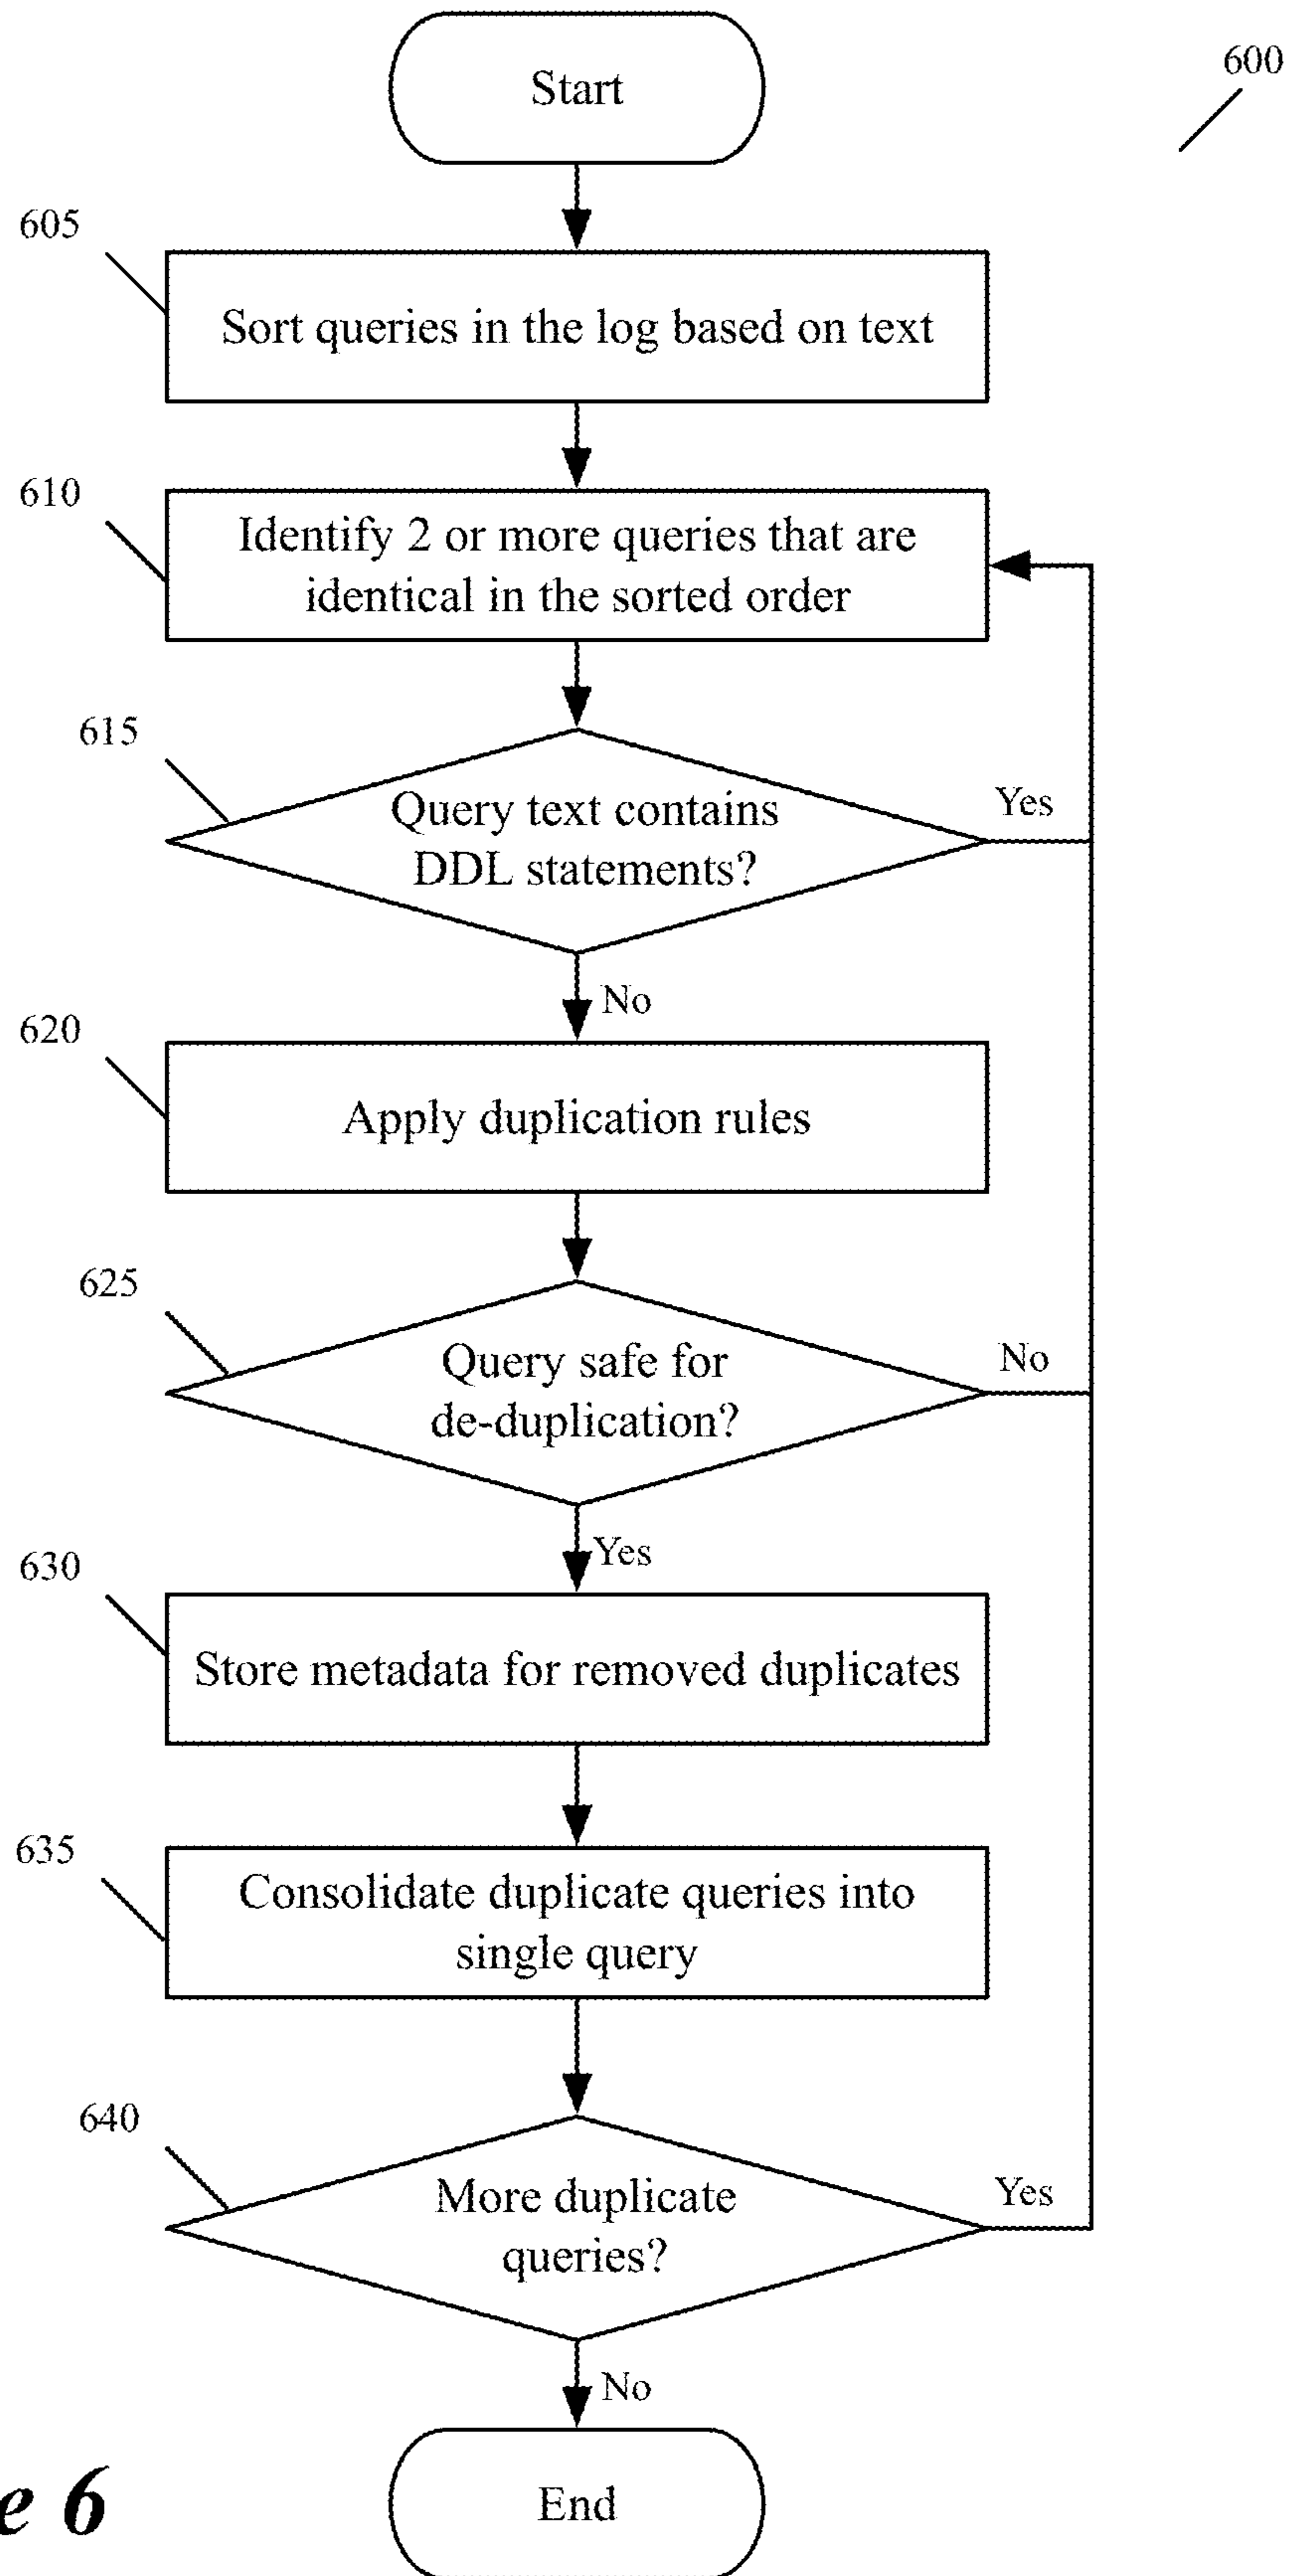 Start
600
605
Sort queries in the log based on text
610
Identify 2 or more queries that are
identical in the sorted order
615
Query text contains
DDL statements?
Yes
No
620
Apply duplication rules
625
Query safe for
de-duplication?
No
Yes
630
Store metadata for removed duplicates
635
Consolidate duplicate queries into
single query
640
More duplicate
queries?
Yes
No
End
e 6